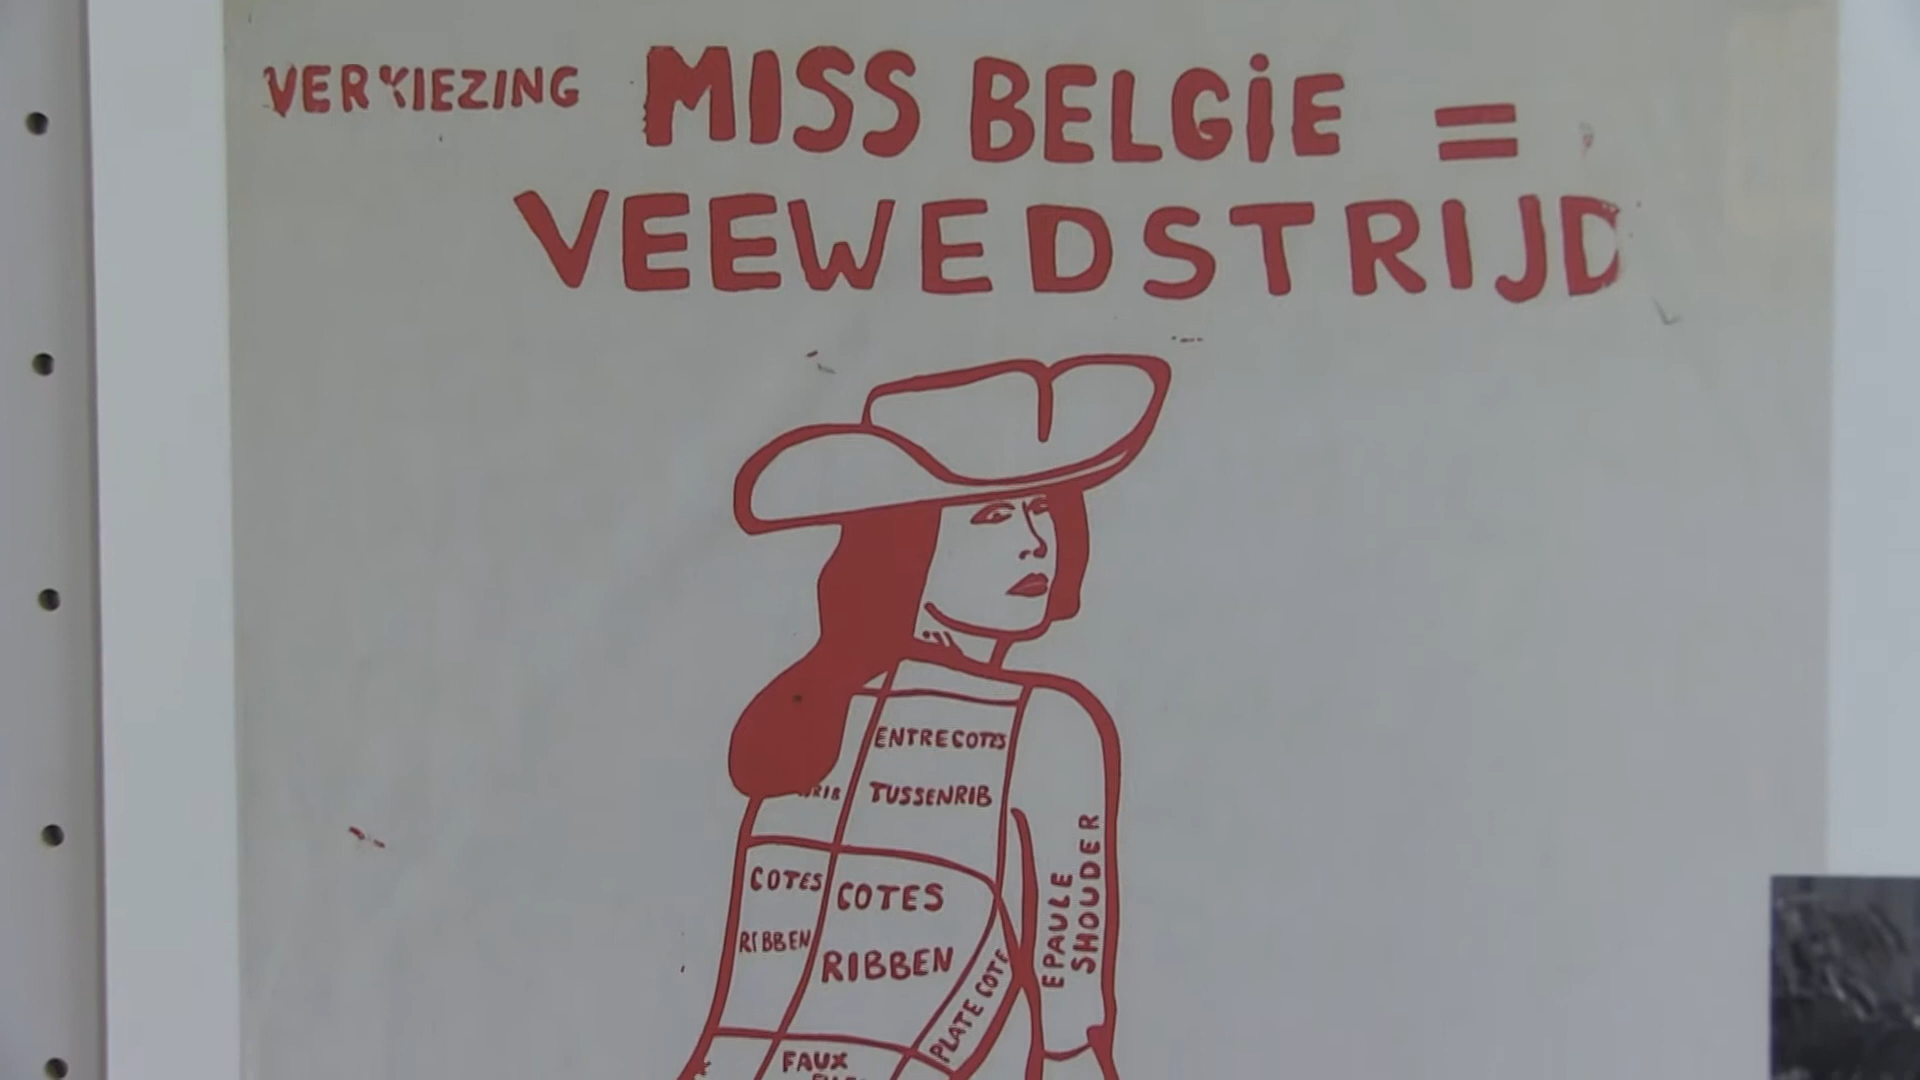 VERKIEZING MISS BELGiE =
VEEWEDSTRIJD
ENTRECOTES
TUSSENRIB
COTES
RIBBEN
COTES
RIBBEN
PLATE COTE
EPAULE
SHOUDER
FAUX